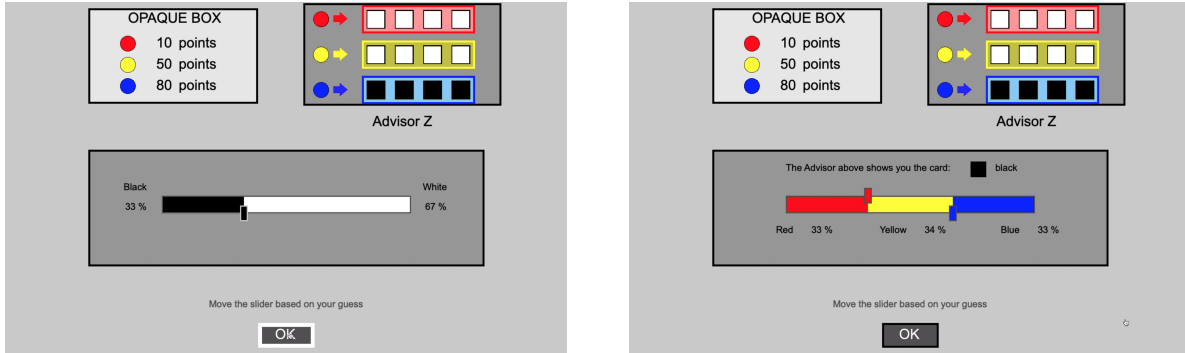 OPAQUE BOX
10 points
50 points
80 points
Advisor Z
Black
White
33 %
67 %
Move the slider based on your guess
OK
OPAQUE BOX
10 points
50 points
80 points
Advisor Z
The Advisor above shows you the card: black
Red 33 % Yellow 34 % Blue 33 %
Move the slider based on your guess
OK